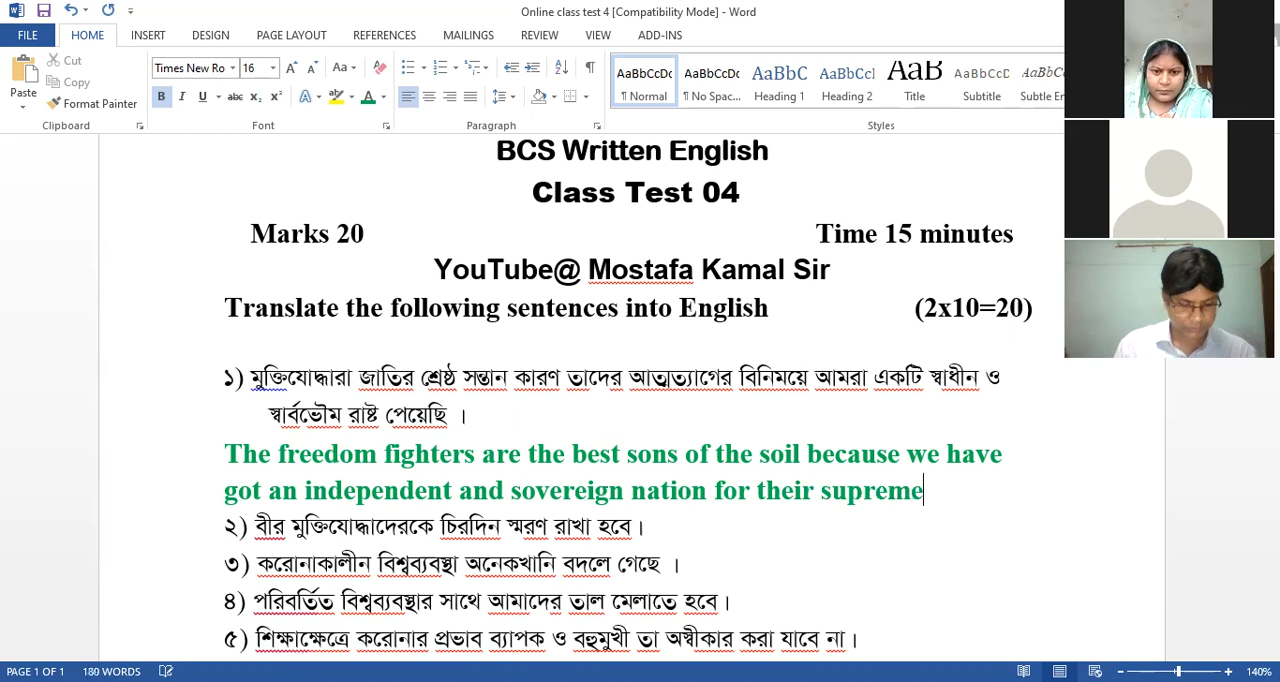 Online class test 4 [Compatibility Mode] - Word
FILE HOME INSERT DESIGN PAGE LAYOUT REFERENCES MAILINGS REVIEW VIEW ADD-INS
Paste
Cut
Copy
Format Painter
Clipboard
Times New Ro 16
Font
Paragraph
AaBbCcDc AaBbCcDc AaBbC AaBbCcI AaB AaBbCcD
¶ Normal ¶ No Spac... Heading 1 Heading 2 Title Subtitle Subtle En
Styles
BCS Written English
Class Test 04
Marks 20 Time 15 minutes
YouTube@ Mostafa Kamal Sir
Translate the following sentences into English (2x10=20)
১) মুক্তিযোদ্ধারা জাতির শ্রেষ্ঠ সন্তান কারণ তাদের আত্মত্যাগের বিনিময়ে আমরা একটি স্বাধীন ও
স্বার্বভৌম রাষ্ট পেয়েছি ।
The freedom fighters are the best sons of the soil because we have
got an independent and sovereign nation for their supreme
২) বীর মুক্তিযোদ্ধাদেরকে চিরদিন স্মরণ রাখা হবে।
৩) করোনাকালীন বিশ্বব্যবস্থা অনেকখানি বদলে গেছে ।
৪) পরিবর্তিত বিশ্বব্যবস্থার সাথে আমাদের তাল মেলাতে হবে।
৫) শিক্ষাক্ষেত্রে করোনার প্রভাব ব্যাপক ও বহুমুখী তা অস্বীকার করা যাবে না।
PAGE 1 OF 1 180 WORDS 140%